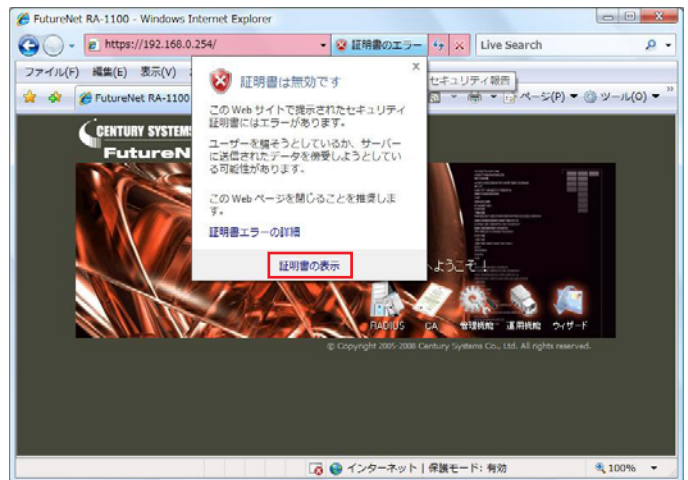 FutureNet RA-1100 - Windows Internet Explorer
https://192.168.0.254/
証明書のエラー
Live Search
ファイル(F) 編集(E) 表示(V)
セキュリティ報告
FutureNet RA-1100
ページ(P) ツール(O)
証明書は無効です
この Web サイトで提示されたセキュリティ
証明書にはエラーがあります。
ユーザーを騙そうとしているか、サーバー
に送信されたデータを傍受しようとしてい
る可能性があります。
この Web ページを閉じることを推奨しま
す。
証明書エラーの詳細
証明書の表示
CENTURY SYSTEMS
FutureN
へようこそ!
RADIUS CA 管理機能 運用機能 ウィザード
© Copyright 2005-2008 Century Systems Co., Ltd. All rights reserved.
インターネット | 保護モード: 有効
100%